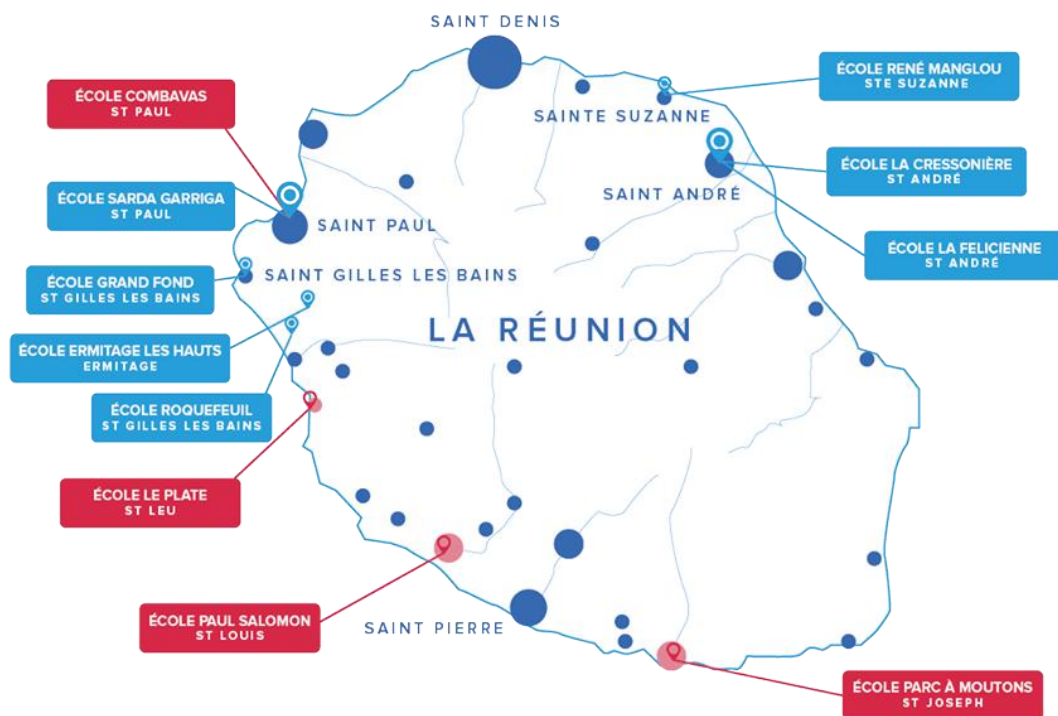 SAINT DENIS
ÉCOLE COMBAVAS
ST PAUL
ÉCOLE RENÉ MANGLOU
STE SUZANNE
SAINTE SUZANNE
ÉCOLE SARDA GARRIGA
ST PAUL
ÉCOLE LA CRESSONIÈRE
ST ANDRÉ
SAINT ANDRÉ
SAINT PAUL
ÉCOLE LA FELICIENNE
ST ANDRÉ
ÉCOLE GRAND FOND
ST GILLES LES BAINS
SAINT GILLES LES BAINS
LA RÉUNION
ÉCOLE ERMITAGE LES HAUTS
ERMITAGE
ÉCOLE ROQUEFEUIL
ST GILLES LES BAINS
ÉCOLE LE PLATE
ST LEU
ÉCOLE PAUL SALOMON
ST LOUIS
SAINT PIERRE
ÉCOLE PARC À MOUTONS
ST JOSEPH